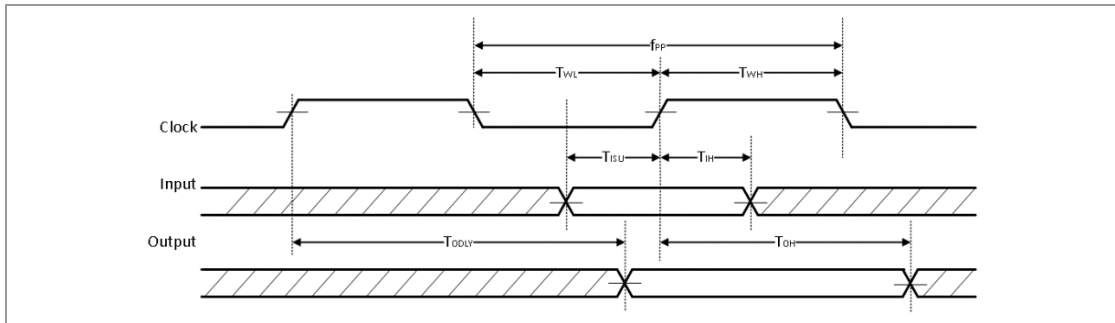 fPP
TWL
TWH
Clock
TISU
TIH
Input
Output
TODLY
TOH